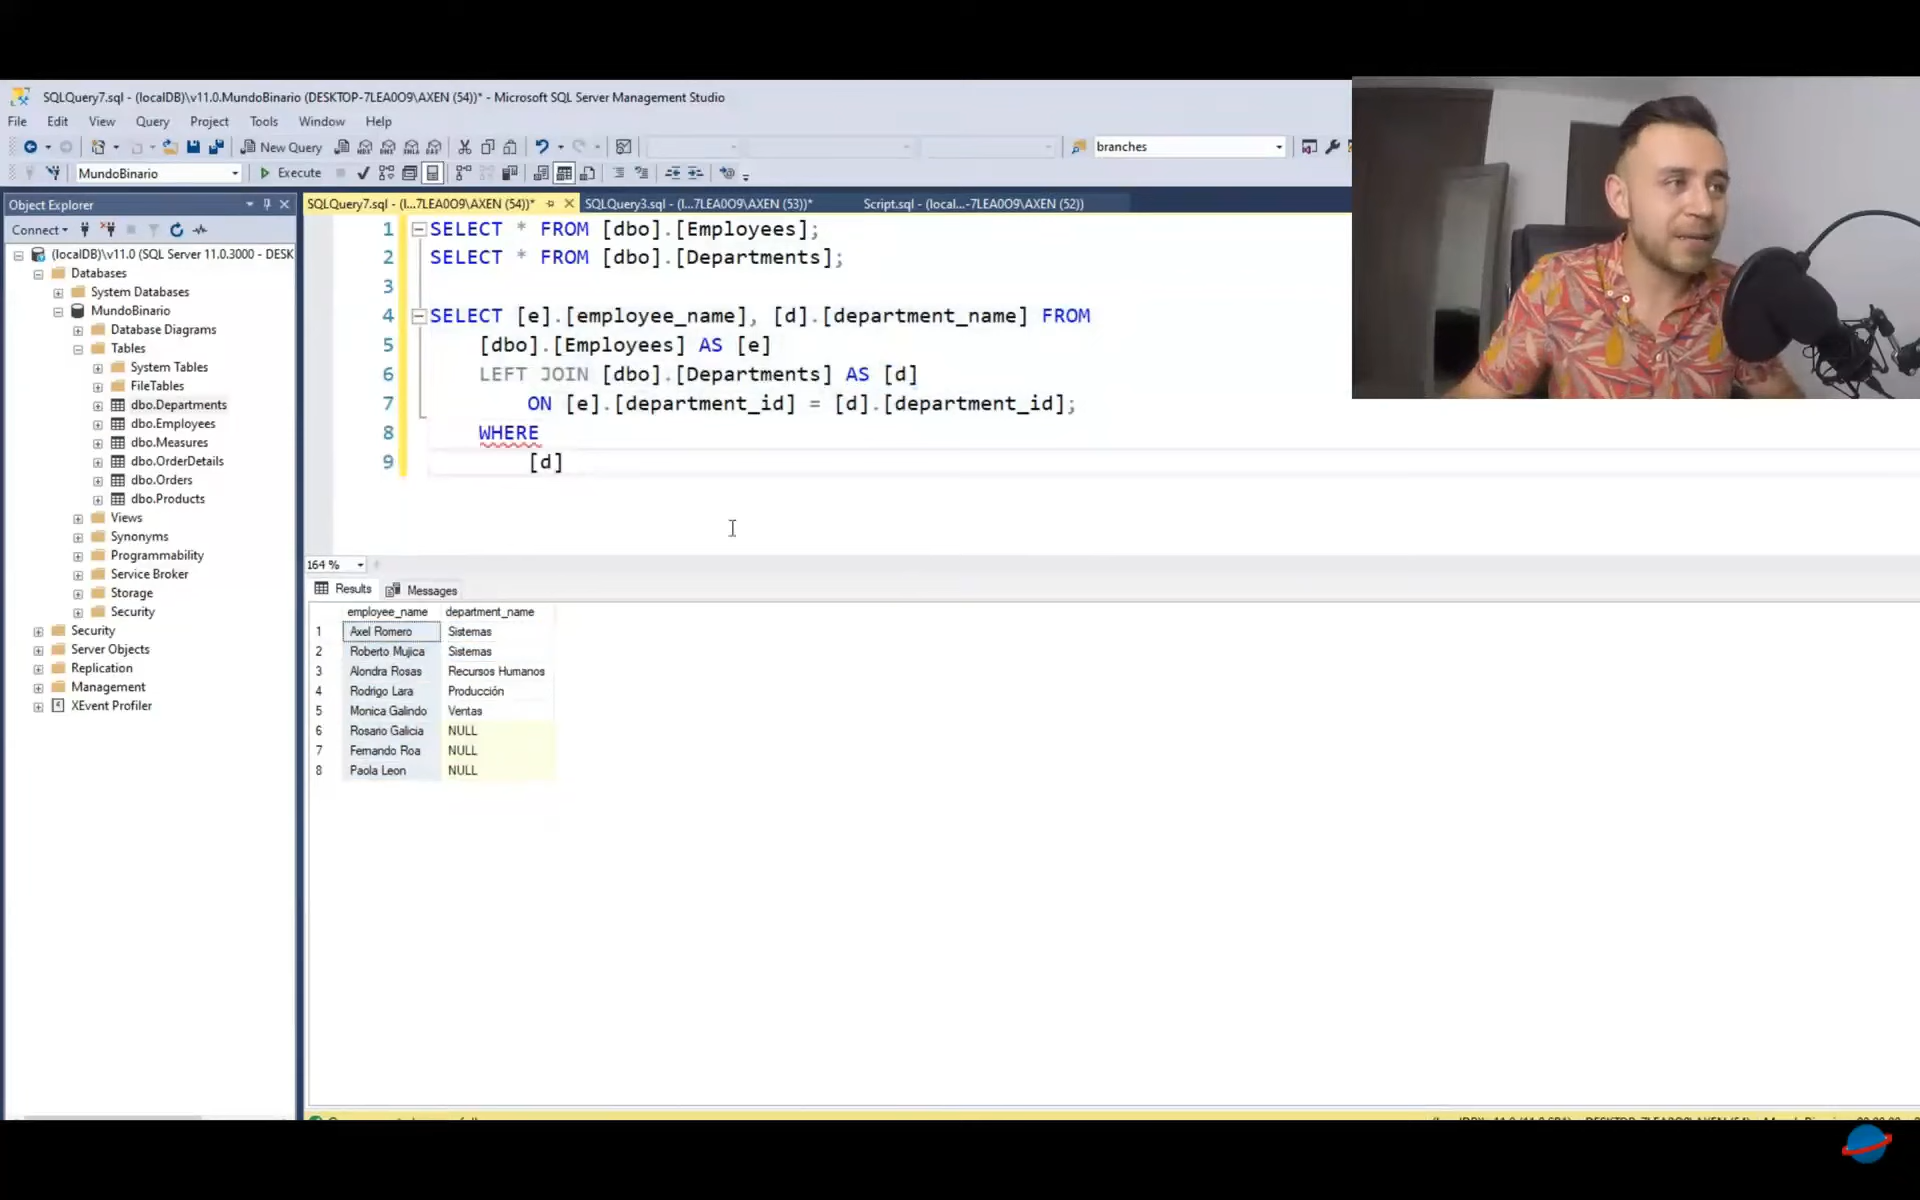 SQLQuery7.sql - (localDB)\v11.0.MundoBinario (DESKTOP-7LEA0O9\AXEN (54))* - Microsoft SQL Server Management Studio
File Edit View Query Project Tools Window Help
New Query branches
MundoBinario Execute
Object Explorer
SQLQuery7.sql - (l...7LEA0O9\AXEN (54))* SQLQuery3.sql - (l...7LEA0O9\AXEN (53))* Script.sql - (local...-7LEA0O9\AXEN (52))
Connect
(localDB)\v11.0 (SQL Server 11.0.3000 - DESK
Databases
System Databases
MundoBinario
Database Diagrams
Tables
System Tables
FileTables
dbo.Departments
dbo.Employees
dbo.Measures
dbo.OrderDetails
dbo.Orders
dbo.Products
Views
Synonyms
Programmability
Service Broker
Storage
Security
Security
Server Objects
Replication
Management
XEvent Profiler
1 SELECT * FROM [dbo].[Employees];
2 SELECT * FROM [dbo].[Departments];
3
4 SELECT [e].[employee_name], [d].[department_name] FROM
5 [dbo].[Employees] AS [e]
6 LEFT JOIN [dbo].[Departments] AS [d]
7 ON [e].[department_id] = [d].[department_id];
8 WHERE
9 [d]
164 %
Results Messages
employee_name department_name
1 Axel Romero Sistemas
2 Roberto Mujica Sistemas
3 Alondra Rosas Recursos Humanos
4 Rodrigo Lara Producción
5 Monica Galindo Ventas
6 Rosario Galicia NULL
7 Fernando Roa NULL
8 Paola Leon NULL